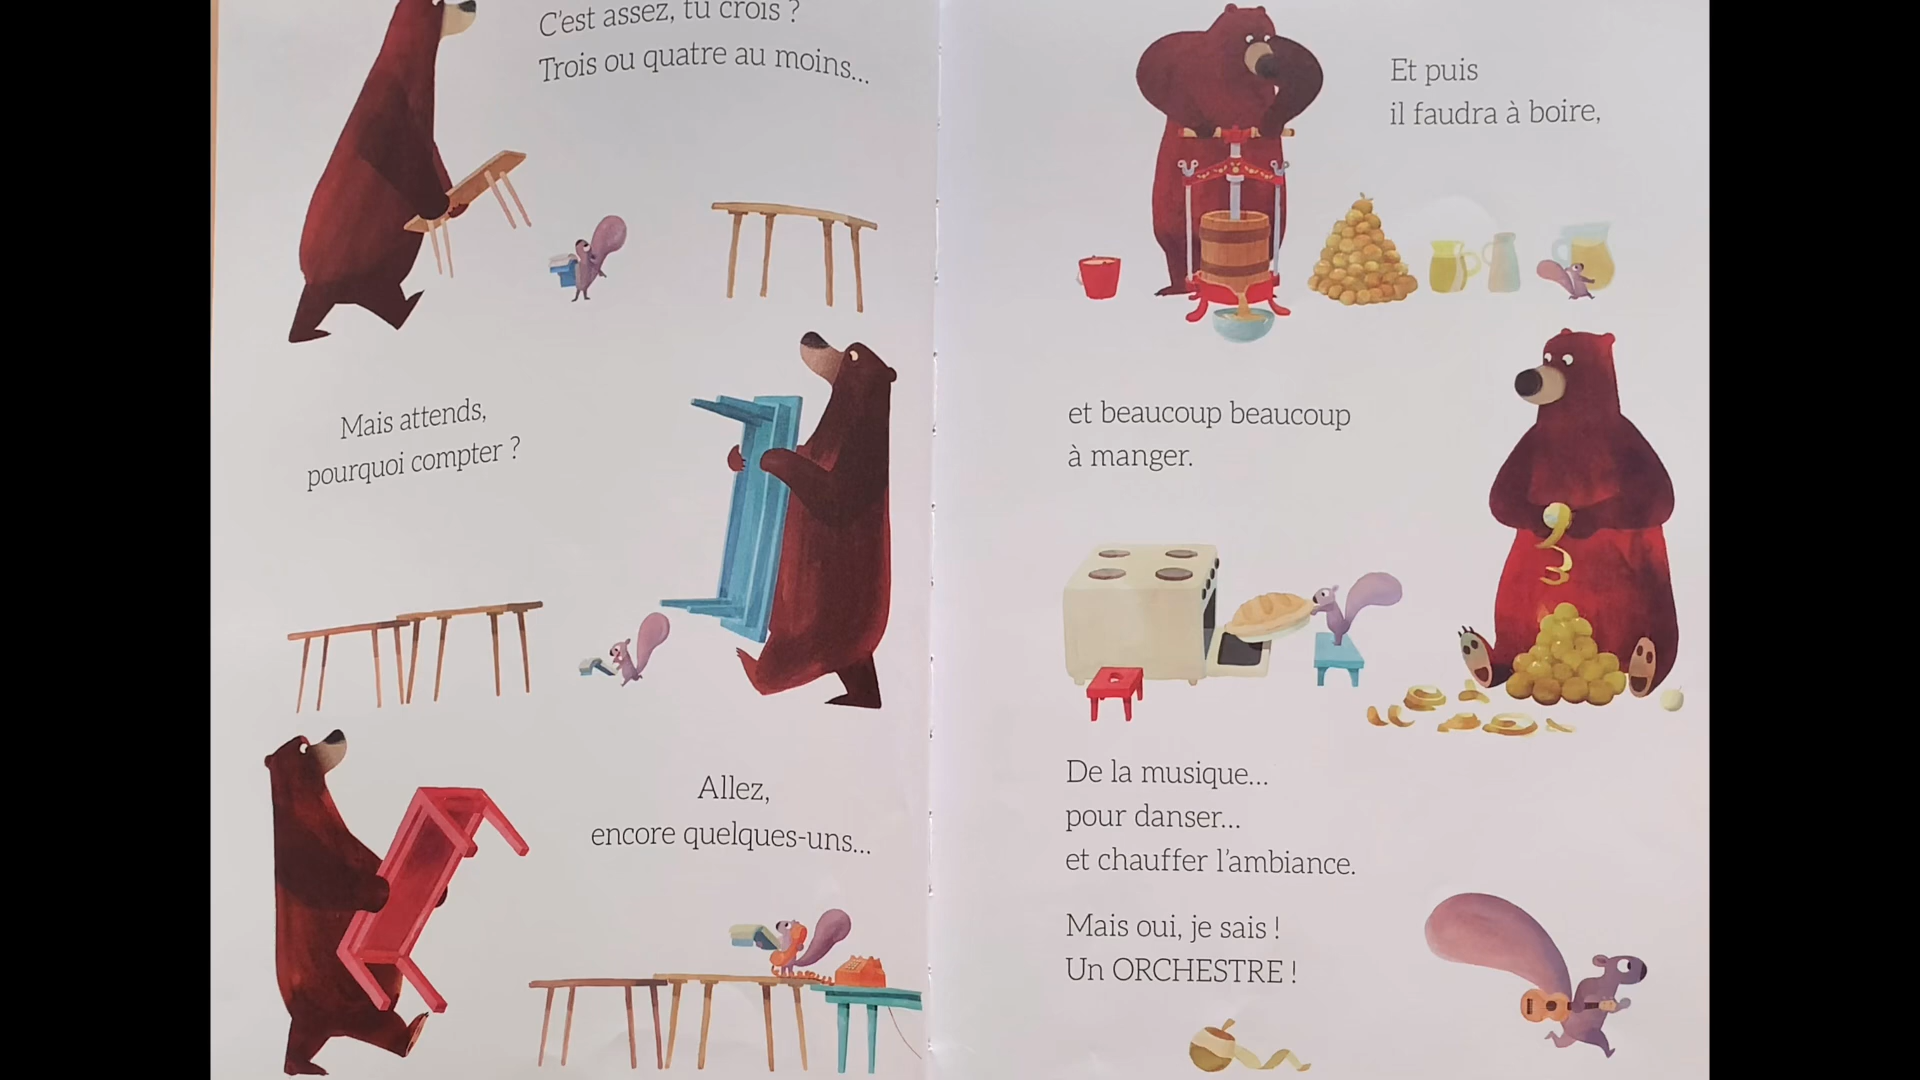 C'est assez, tu crois ?
Trois ou quatre au moins...
Mais attends,
pourquoi compter ?
Allez,
encore quelques-uns...
Et puis
il faudra à boire,
et beaucoup beaucoup
à manger.
De la musique...
pour danser...
et chauffer l'ambiance.
Mais oui, je sais !
Un ORCHESTRE !